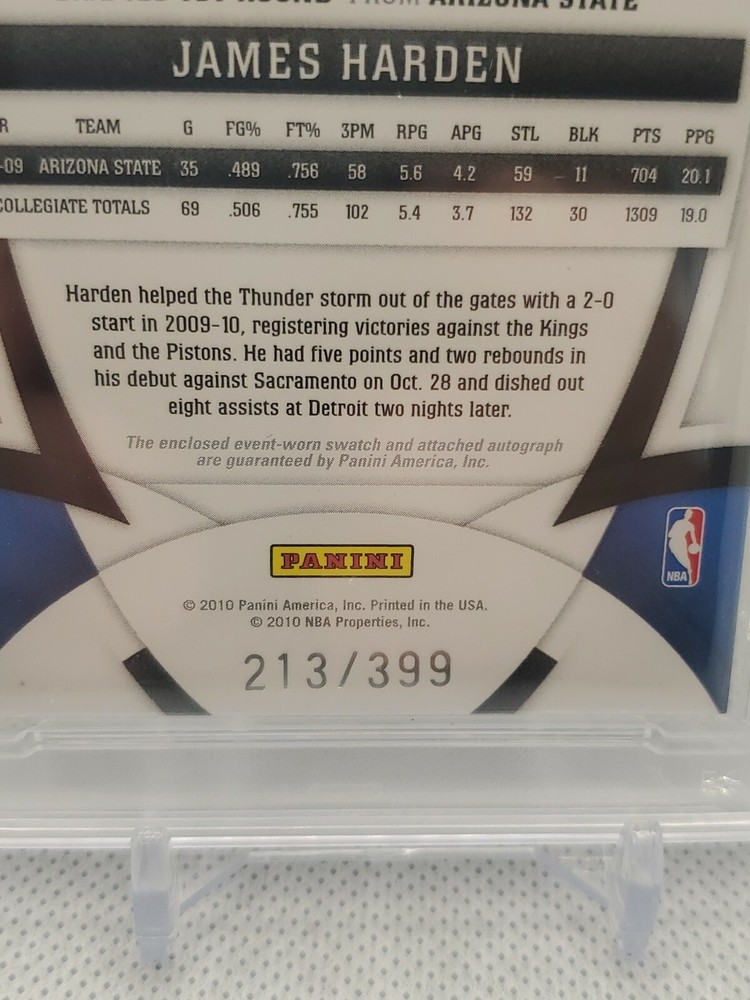 FROM ARIZONA STATE
JAMES HARDEN
R TEAM G FG% FT% 3PM RPG APG STL BLK PTS PPG
-09 ARIZONA STATE 35 .489 .756 58 5.6 4.2 59 11 704 20.1
COLLEGIATE TOTALS 69 .506 .755 102 5.4 3.7 132 30 1309 19.0
Harden helped the Thunder storm out of the gates with a 2-0
start in 2009-10, registering victories against the Kings
and the Pistons. He had five points and two rebounds in
his debut against Sacramento on Oct. 28 and dished out
eight assists at Detroit two nights later.
The enclosed event-worn swatch and attached autograph
are guaranteed by Panini America, Inc.
PANINI
NBA
© 2010 Panini America, Inc. Printed in the USA.
© 2010 NBA Properties, Inc.
213/399